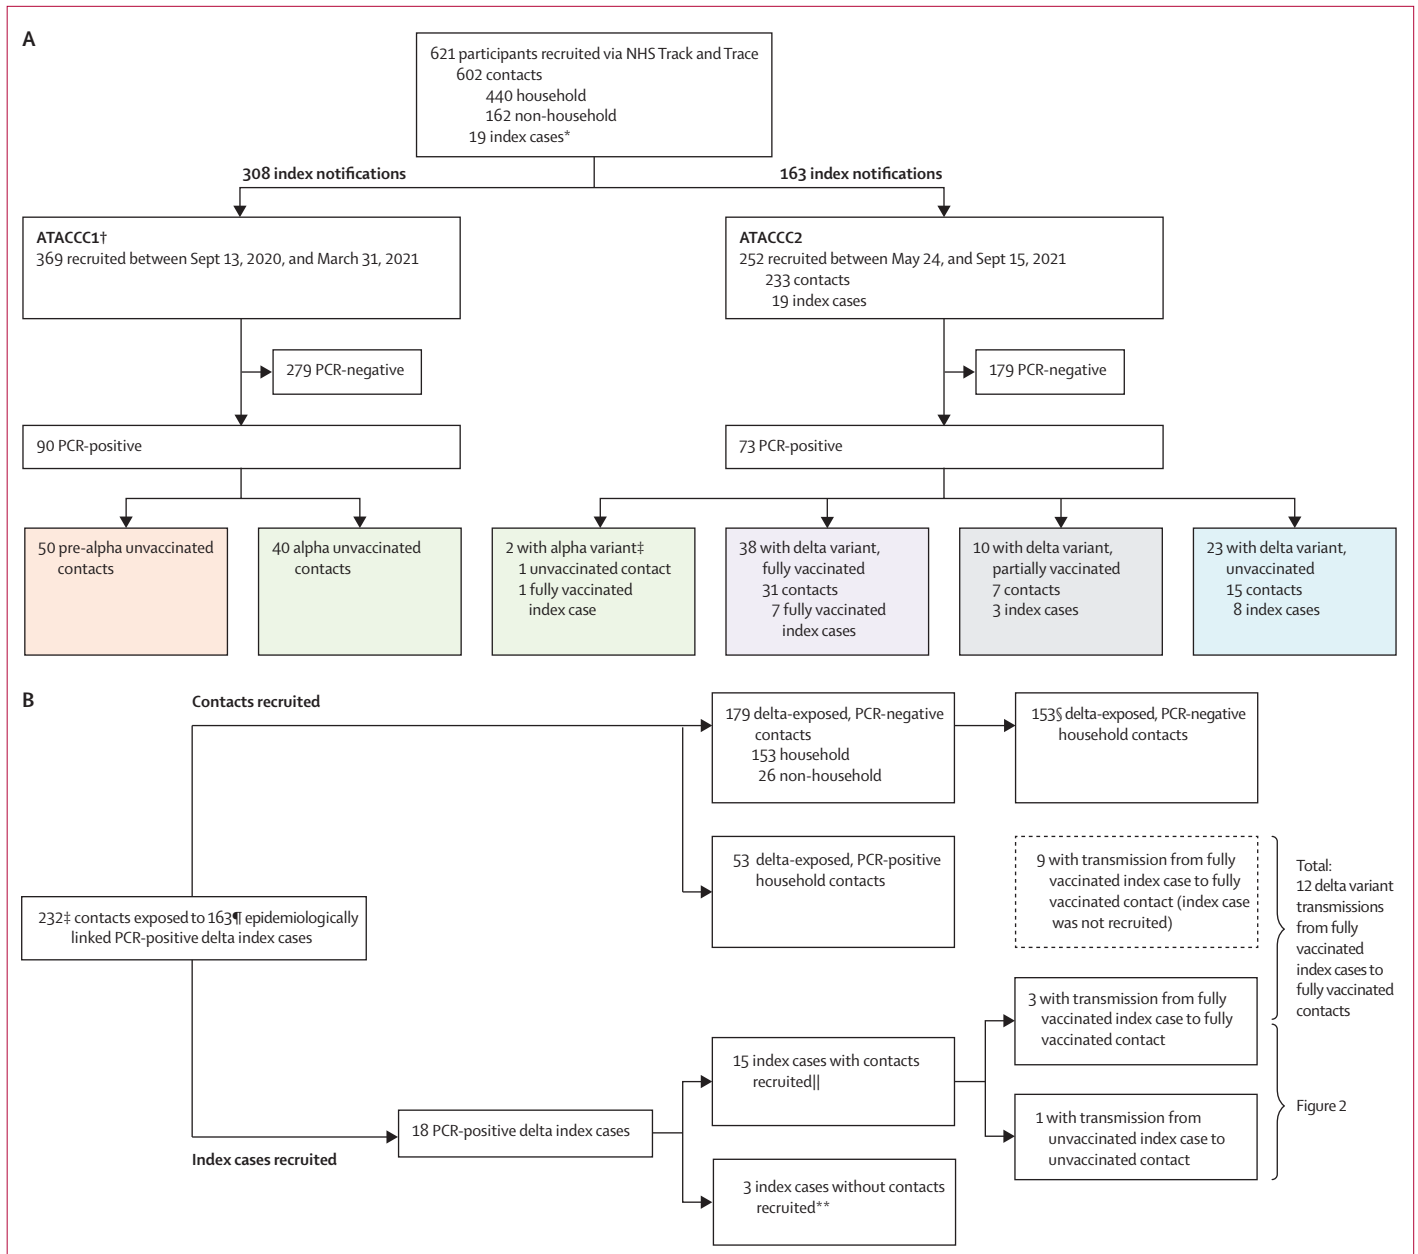 A
621 participants recruited via NHS Track and Trace
602 contacts
440 household
162 non-household
19 index cases*
308 index notifications
163 index notifications
ATACCC1†
369 recruited between Sept 13, 2020, and March 31, 2021
ATACCC2
252 recruited between May 24, and Sept 15, 2021
233 contacts
19 index cases
279 PCR-negative
179 PCR-negative
90 PCR-positive
73 PCR-positive
50 pre-alpha unvaccinated
contacts
40 alpha unvaccinated
contacts
2 with alpha variant‡
1 unvaccinated contact
1 fully vaccinated
index case
38 with delta variant,
fully vaccinated
31 contacts
7 fully vaccinated
index cases
10 with delta variant,
partially vaccinated
7 contacts
3 index cases
23 with delta variant,
unvaccinated
15 contacts
8 index cases
B
Contacts recruited
179 delta-exposed, PCR-negative
contacts
153 household
26 non-household
153§ delta-exposed, PCR-negative
household contacts
53 delta-exposed, PCR-positive
household contacts
9 with transmission from fully
vaccinated index case to fully
vaccinated contact (index case
was not recruited)
Total:
12 delta variant
transmissions
from fully
vaccinated
index cases to
fully vaccinated
contacts
232‡ contacts exposed to 163¶ epidemiologically
linked PCR-positive delta index cases
3 with transmission from fully
vaccinated index case to fully
vaccinated contact
15 index cases with contacts
recruited||
Figure 2
18 PCR-positive delta index cases
1 with transmission from
unvaccinated index case to
unvaccinated contact
Index cases recruited
3 index cases without contacts
recruited**